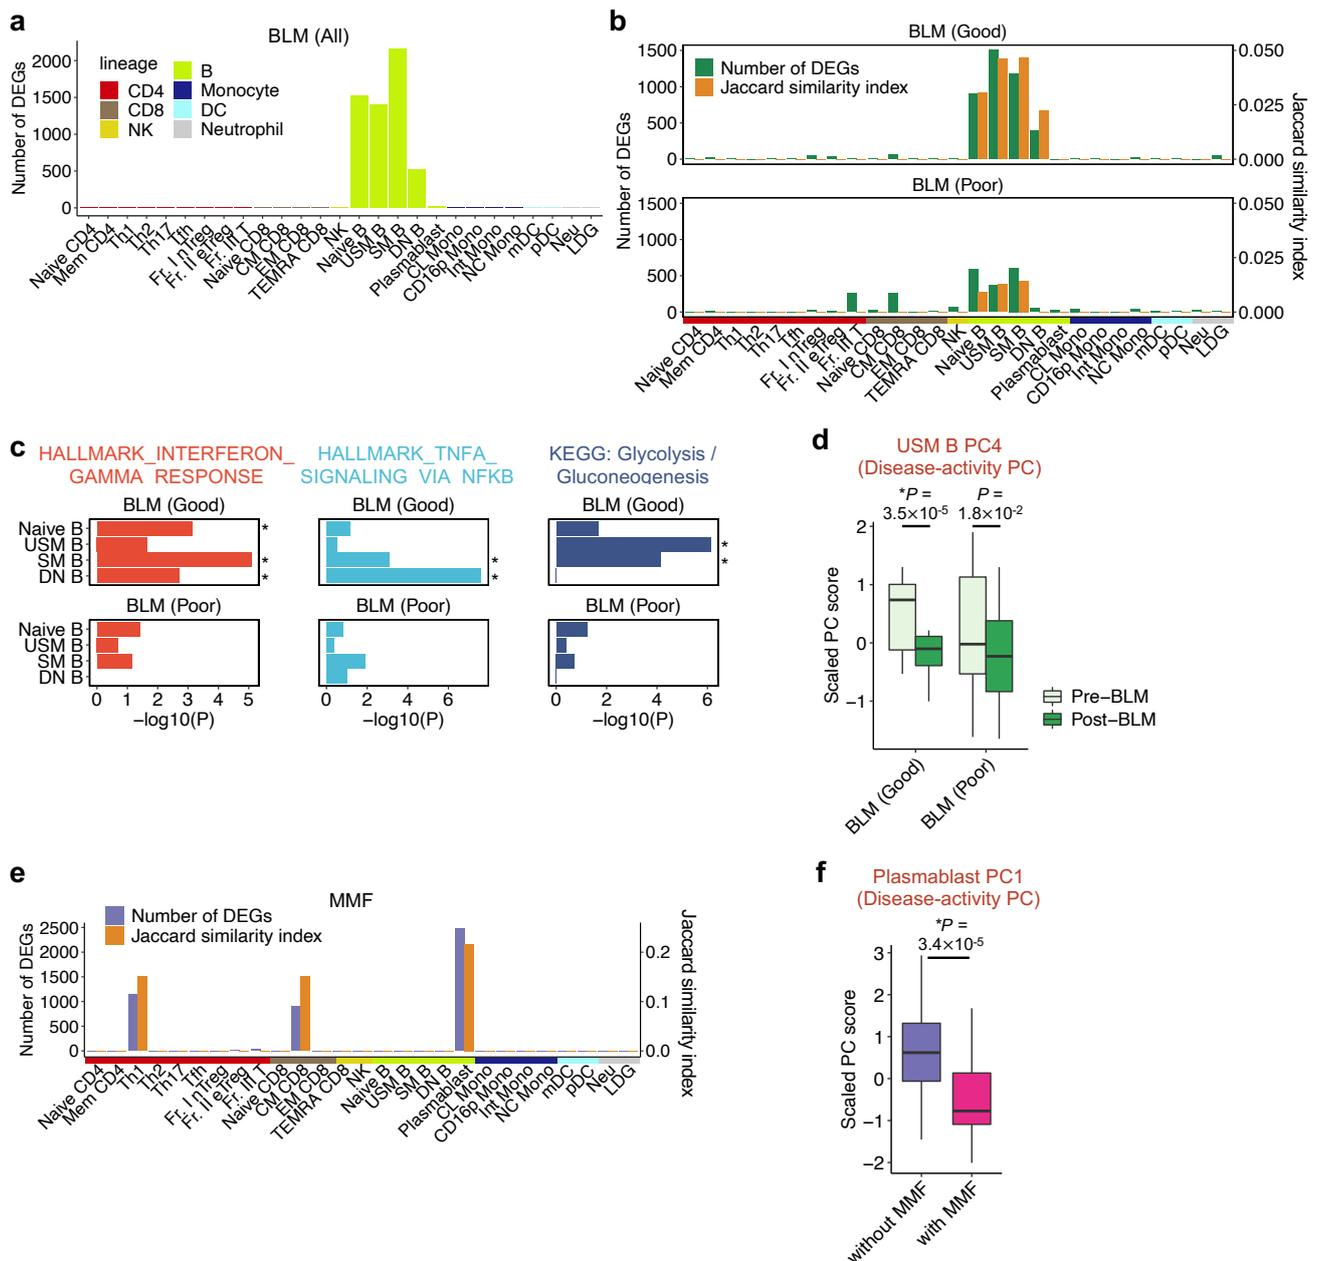 a
BLM (All)
Number of DEGs
2000
1500
1000
500
0
lineage
CD4
CD8
NK
B
Monocyte
DC
Neutrophil
Naive CD4
Mem CD4
Th1
Th2
Th17
Tfh
Fr. I nTreg
Fr. II eTreg
Fr. III T
Naive CD8
CM CD8
EM CD8
TEMRA CD8
NK
Naive B
USM B
SM B
DN B
Plasmablast
CL Mono
CD16p Mono
Int Mono
NC Mono
mDC
pDC
Neu
LDG
b
BLM (Good)
Number of DEGs
Jaccard similarity index
1500
1000
500
0
0.050
0.025
0.000
BLM (Poor)
1500
1000
500
0
0.050
0.025
0.000
Number of DEGs
Jaccard similarity index
Naive CD4
Mem CD4
Th1
Th2
Th17
Tfh
Fr. I nTreg
Fr. II eTreg
Fr. III T
Naive CD8
CM CD8
EM CD8
TEMRA CD8
NK
Naive B
USM B
SM B
DN B
Plasmablast
CL Mono
CD16p Mono
Int Mono
NC Mono
mDC
pDC
Neu
LDG
c
HALLMARK_INTERFERON_
GAMMA RESPONSE
BLM (Good)
Naive B
USM B
SM B
DN B
*
*
*
BLM (Poor)
Naive B
USM B
SM B
DN B
0 1 2 3 4 5
−log10(P)
HALLMARK_TNFA_
SIGNALING VIA NFKB
BLM (Good)
*
*
BLM (Poor)
0 2 4 6
−log10(P)
KEGG: Glycolysis /
Gluconeogenesis
BLM (Good)
*
*
BLM (Poor)
0 2 4 6
−log10(P)
d
USM B PC4
(Disease-activity PC)
*P =
3.5×10-5
P =
1.8×10-2
Scaled PC score
2
1
0
−1
BLM (Good)
BLM (Poor)
Pre−BLM
Post−BLM
e
MMF
Number of DEGs
Jaccard similarity index
Number of DEGs
2500
2000
1500
1000
500
0
0.2
0.1
0.0
Jaccard similarity index
Naive CD4
Mem CD4
Th1
Th2
Th17
Tfh
Fr. I nTreg
Fr. II eTreg
Fr. III T
Naive CD8
CM CD8
EM CD8
TEMRA CD8
NK
Naive B
USM B
SM B
DN B
Plasmablast
CL Mono
CD16p Mono
Int Mono
NC Mono
mDC
pDC
Neu
LDG
f
Plasmablast PC1
(Disease-activity PC)
*P =
3.4×10-5
Scaled PC score
3
2
1
0
−1
−2
without MMF
with MMF